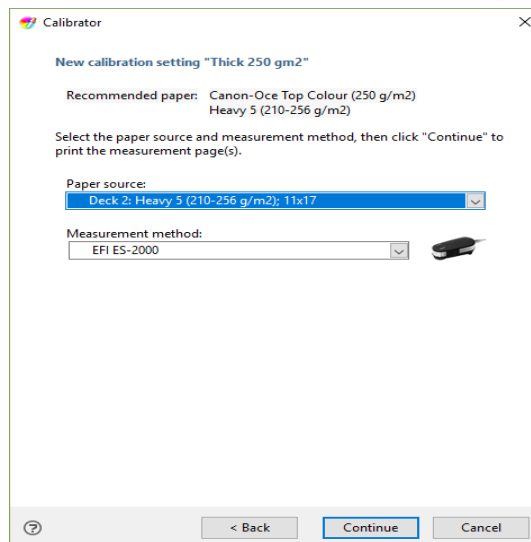 Calibrator
New calibration setting "Thick 250 gm2"
Recommended paper: Canon-Oce Top Colour (250 g/m2)
Heavy 5 (210-256 g/m2)
Select the paper source and measurement method, then click "Continue" to
print the measurement page(s).
Paper source:
Deck 2: Heavy 5 (210-256 g/m2); 11x17
Measurement method:
EFI ES-2000
? < Back Continue Cancel